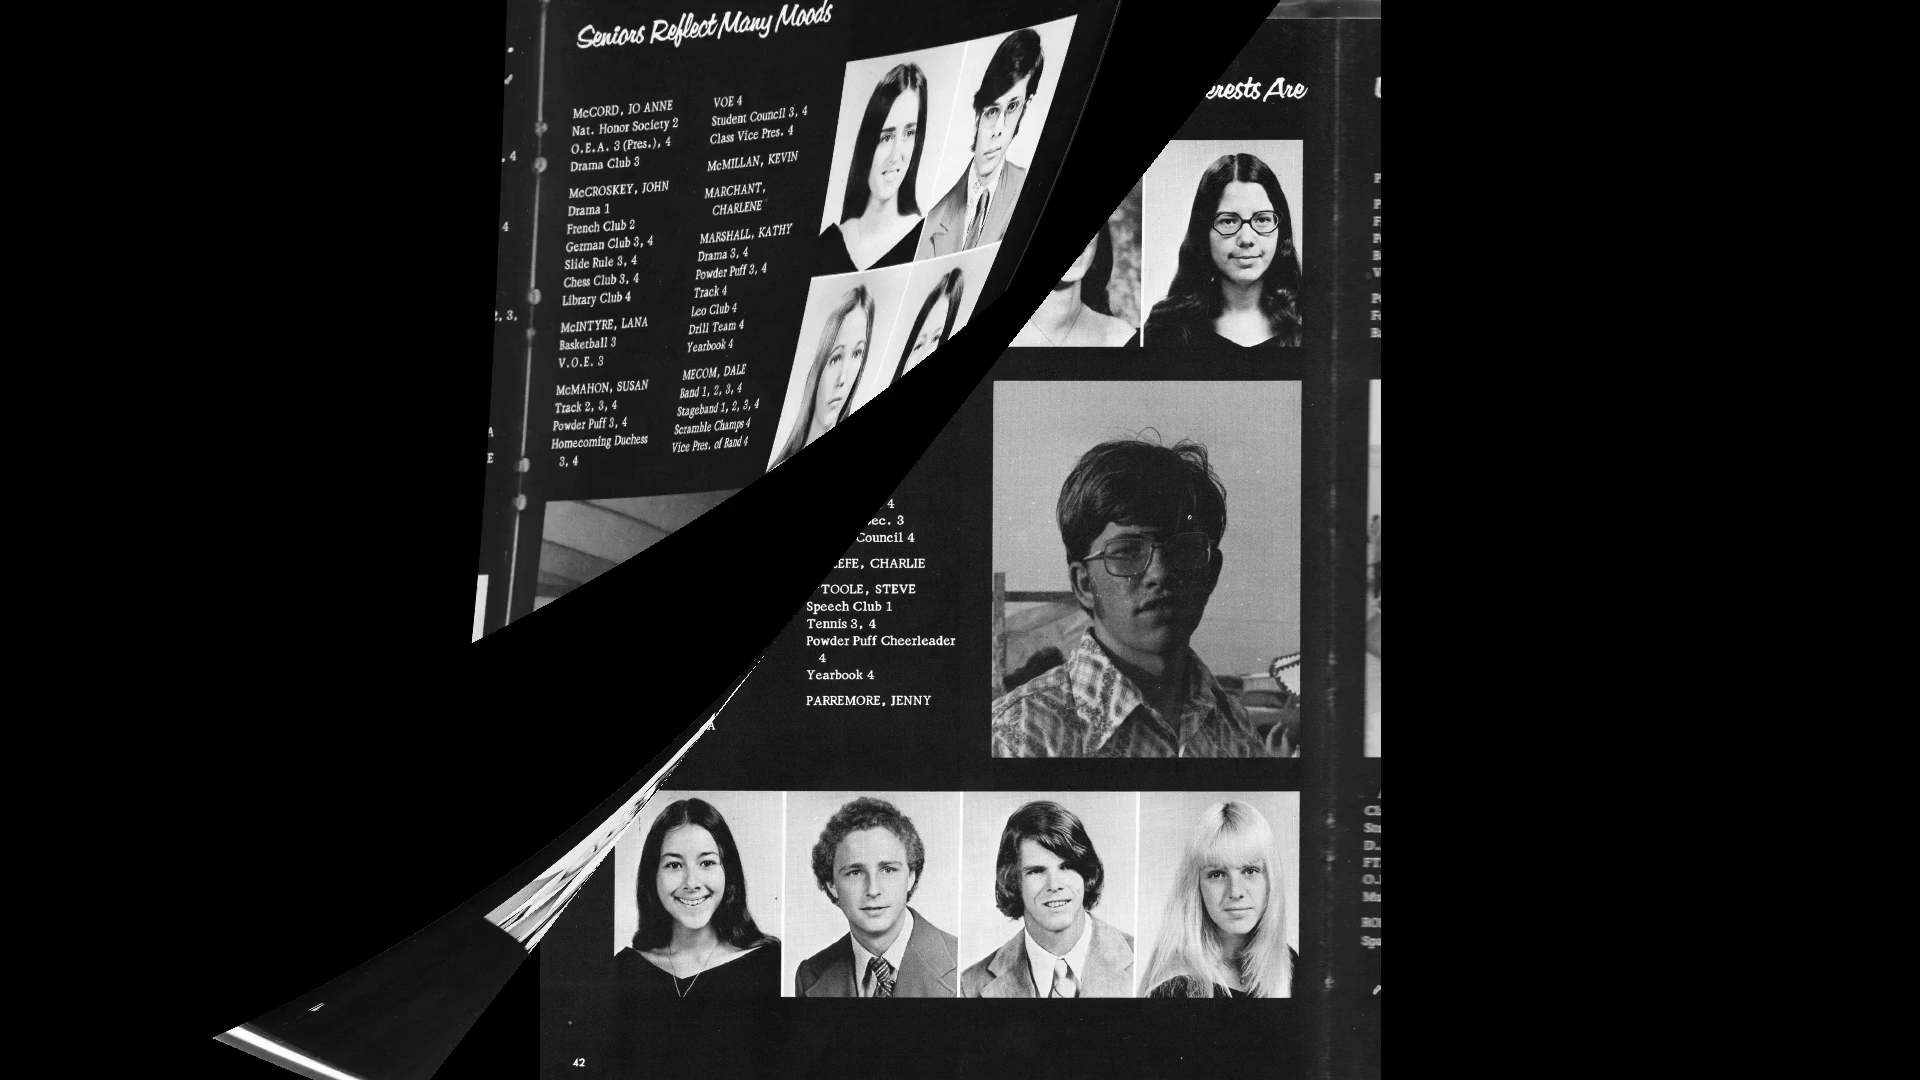 Seniors Reflect Many Moods
McCORD, JO ANNE
Nat. Honor Society 2
O.E.A. 3 (Pres.), 4
Drama Club 3
McCROSKEY, JOHN
Drama 1
French Club 2
German Club 3, 4
Slide Rule 3, 4
Chess Club 3, 4
Library Club 4
McINTYRE, LANA
Basketball 3
V.O.E. 3
McMAHON, SUSAN
Track 2, 3, 4
Powder Puff 3, 4
Homecoming Duchess
3, 4
VOE 4
Student Council 3, 4
Class Vice Pres. 4
McMILLAN, KEVIN
MARCHANT,
CHARLENE
MARSHALL, KATHY
Drama 3, 4
Powder Puff 3, 4
Track 4
Leo Club 4
Drill Team 4
Yearbook 4
MECOM, DALE
Band 1, 2, 3, 4
Stageband 1, 2, 3, 4
Scramble Champs 4
Vice Pres. of Band 4
, 4
4
2, 3,
A
E
erests Are
4
ec. 3
Council 4
EFE, CHARLIE
'TOOLE, STEVE
Speech Club 1
Tennis 3, 4
Powder Puff Cheerleader
4
Yearbook 4
PARREMORE, JENNY
A
42